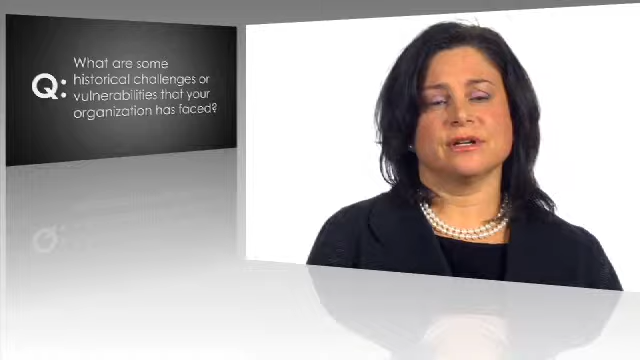 Q:
What are some
historical challenges or
vulnerabilities that your
organization has faced?